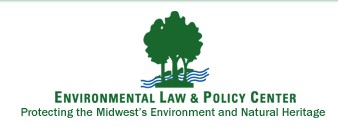 ENVIRONMENTAL LAW & POLICY CENTER
Protecting the Midwest's Environment and Natural Heritage